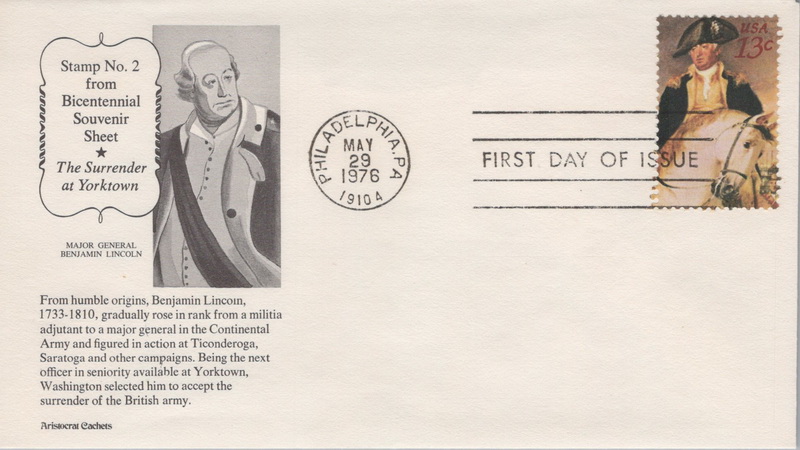 Stamp No. 2
from
Bicentennial
Souvenir
Sheet
★
The Surrender
at Yorktown
MAJOR GENERAL
BENJAMIN LINCOLN
From humble origins, Benjamin Lincoln,
1733-1810, gradually rose in rank from a militia
adjutant to a major general in the Continental
Army and figured in action at Ticonderoga,
Saratoga and other campaigns. Being the next
officer in seniority available at Yorktown,
Washington selected him to accept the
surrender of the British army.
Aristocrat Cachets
PHILADELPHIA, PA
MAY
29
1976
19104
FIRST DAY OF ISSUE
USA
13c